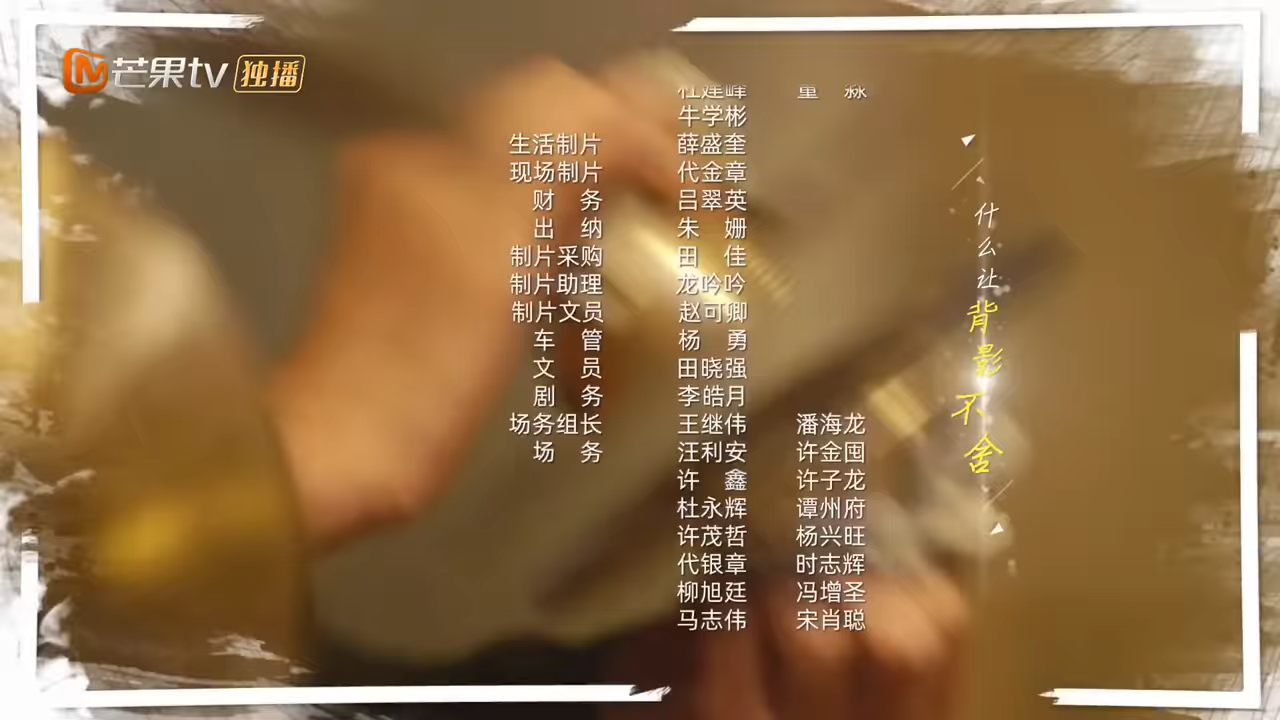 芒果tv 独播
牛学彬
生活制片 薛盛奎
现场制片 代金章
财 务 吕翠英
出 纳 朱 姗
制片采购 田 佳
制片助理 龙吟吟
制片文员 赵可卿
车 管 杨 勇
文 员 田晓强
剧 务 李皓月
场务组长 王继伟 潘海龙
场 务 汪利安 许金囤
许 鑫 许子龙
杜永辉 谭州府
许茂哲 杨兴旺
代银章 时志辉
柳旭廷 冯增圣
马志伟 宋肖聪
什么让背影不舍